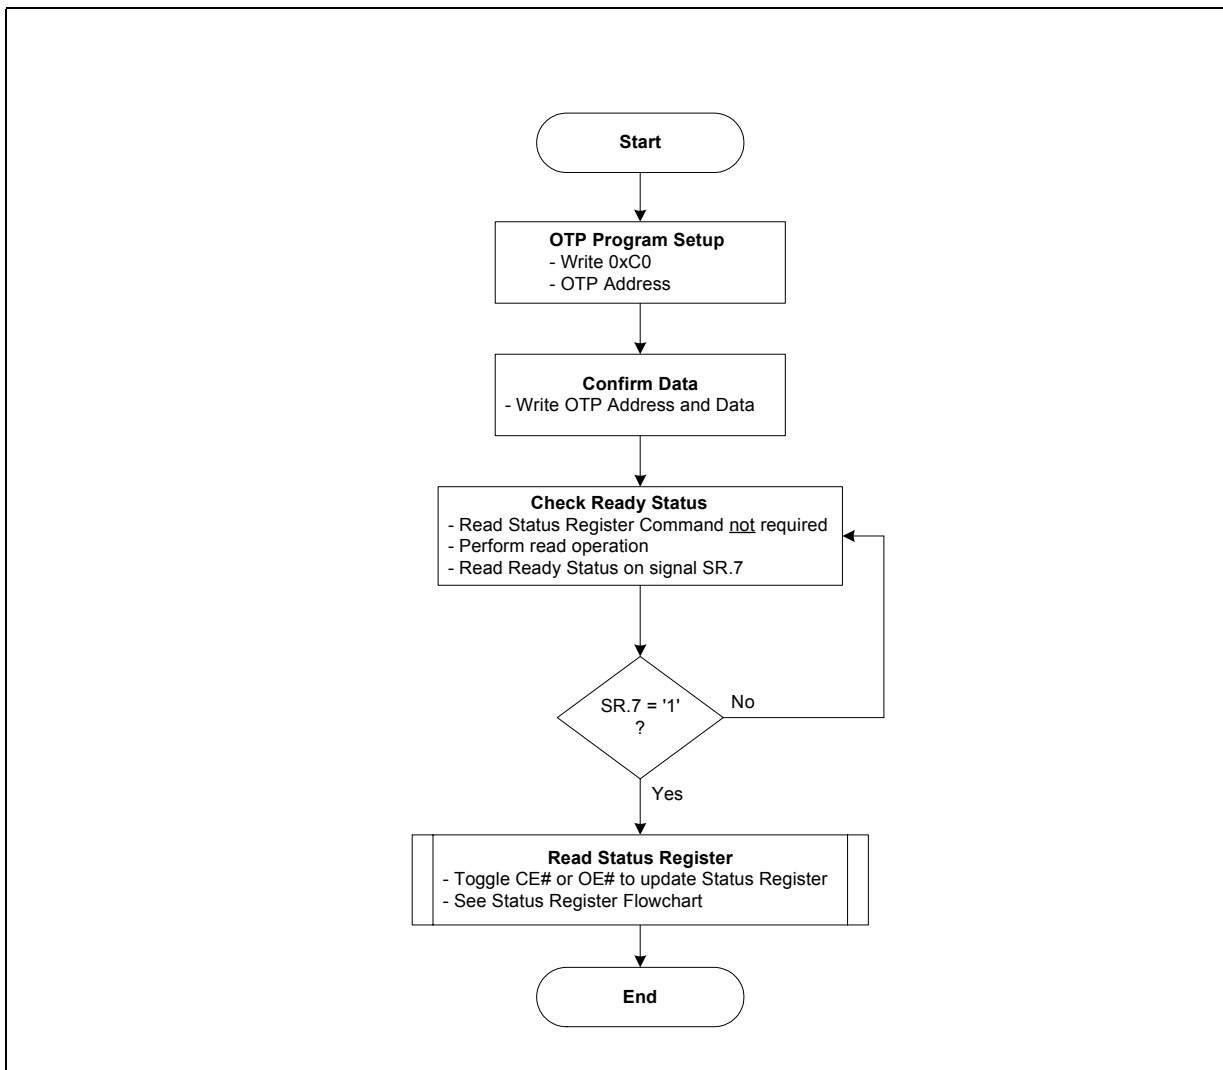 Start
OTP Program Setup
- Write 0xC0
- OTP Address
Confirm Data
- Write OTP Address and Data
Check Ready Status
- Read Status Register Command not required
- Perform read operation
- Read Ready Status on signal SR.7
SR.7 = '1'
?
No
Yes
Read Status Register
- Toggle CE# or OE# to update Status Register
- See Status Register Flowchart
End